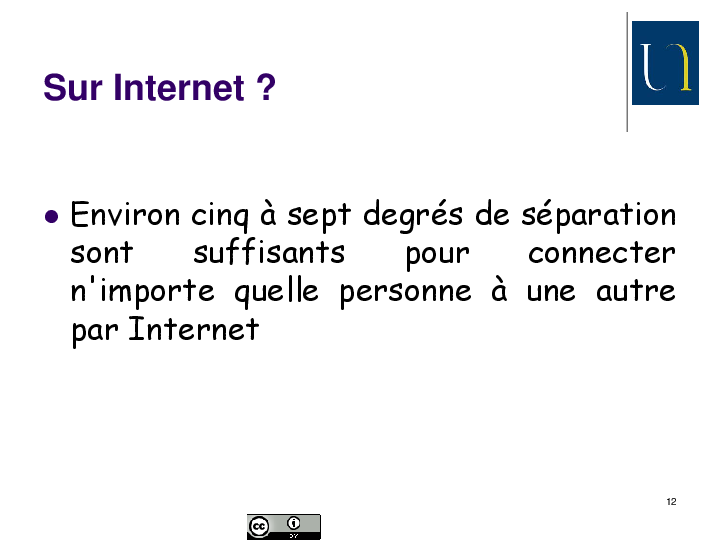 Sur Internet ?
● Environ cinq à sept degrés de séparation
sont suffisants pour connecter
n'importe quelle personne à une autre
par Internet
12
cc BY